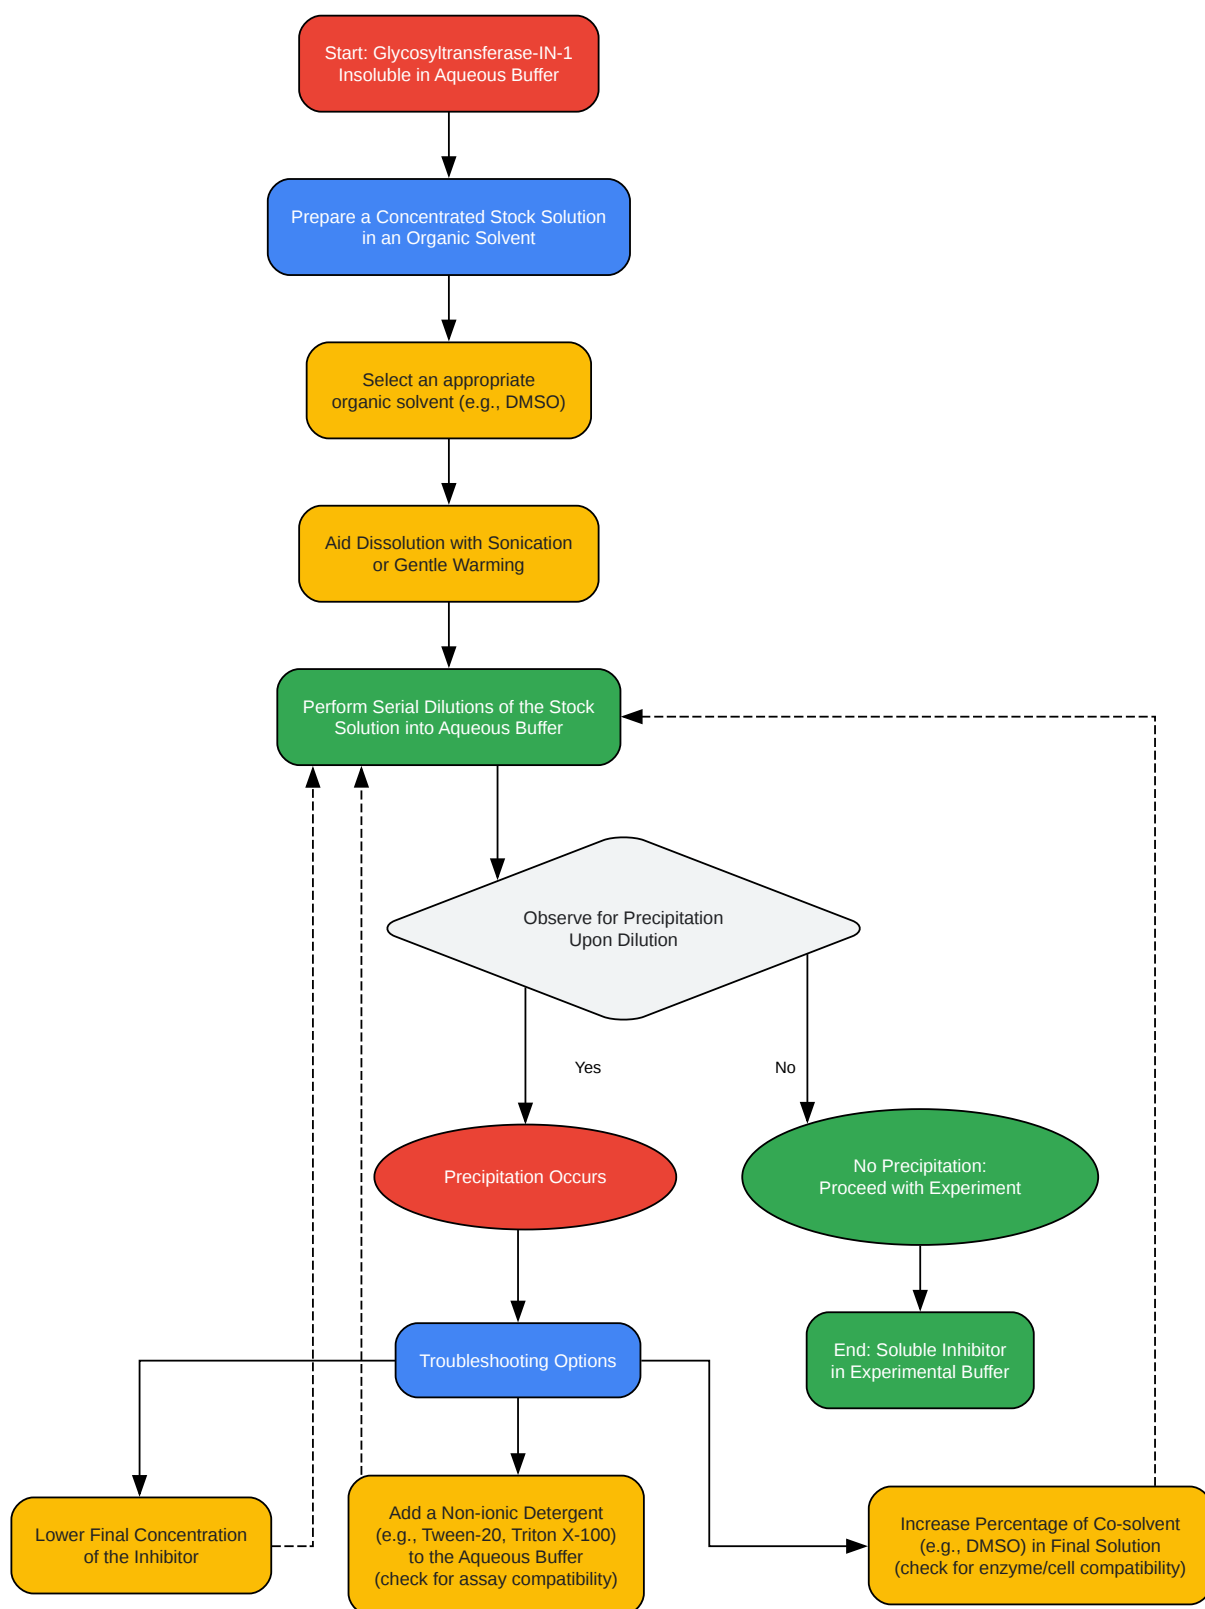 Start: Glycosyltransferase-IN-1
Insoluble in Aqueous Buffer
Prepare a Concentrated Stock Solution
in an Organic Solvent
Select an appropriate
organic solvent (e.g., DMSO)
Aid Dissolution with Sonication
or Gentle Warming
Perform Serial Dilutions of the Stock
Solution into Aqueous Buffer
Observe for Precipitation
Upon Dilution
Yes
No
Precipitation Occurs
No Precipitation:
Proceed with Experiment
Troubleshooting Options
End: Soluble Inhibitor
in Experimental Buffer
Lower Final Concentration
of the Inhibitor
Add a Non-ionic Detergent
(e.g., Tween-20, Triton X-100)
to the Aqueous Buffer
(check for assay compatibility)
Increase Percentage of Co-solvent
(e.g., DMSO) in Final Solution
(check for enzyme/cell compatibility)